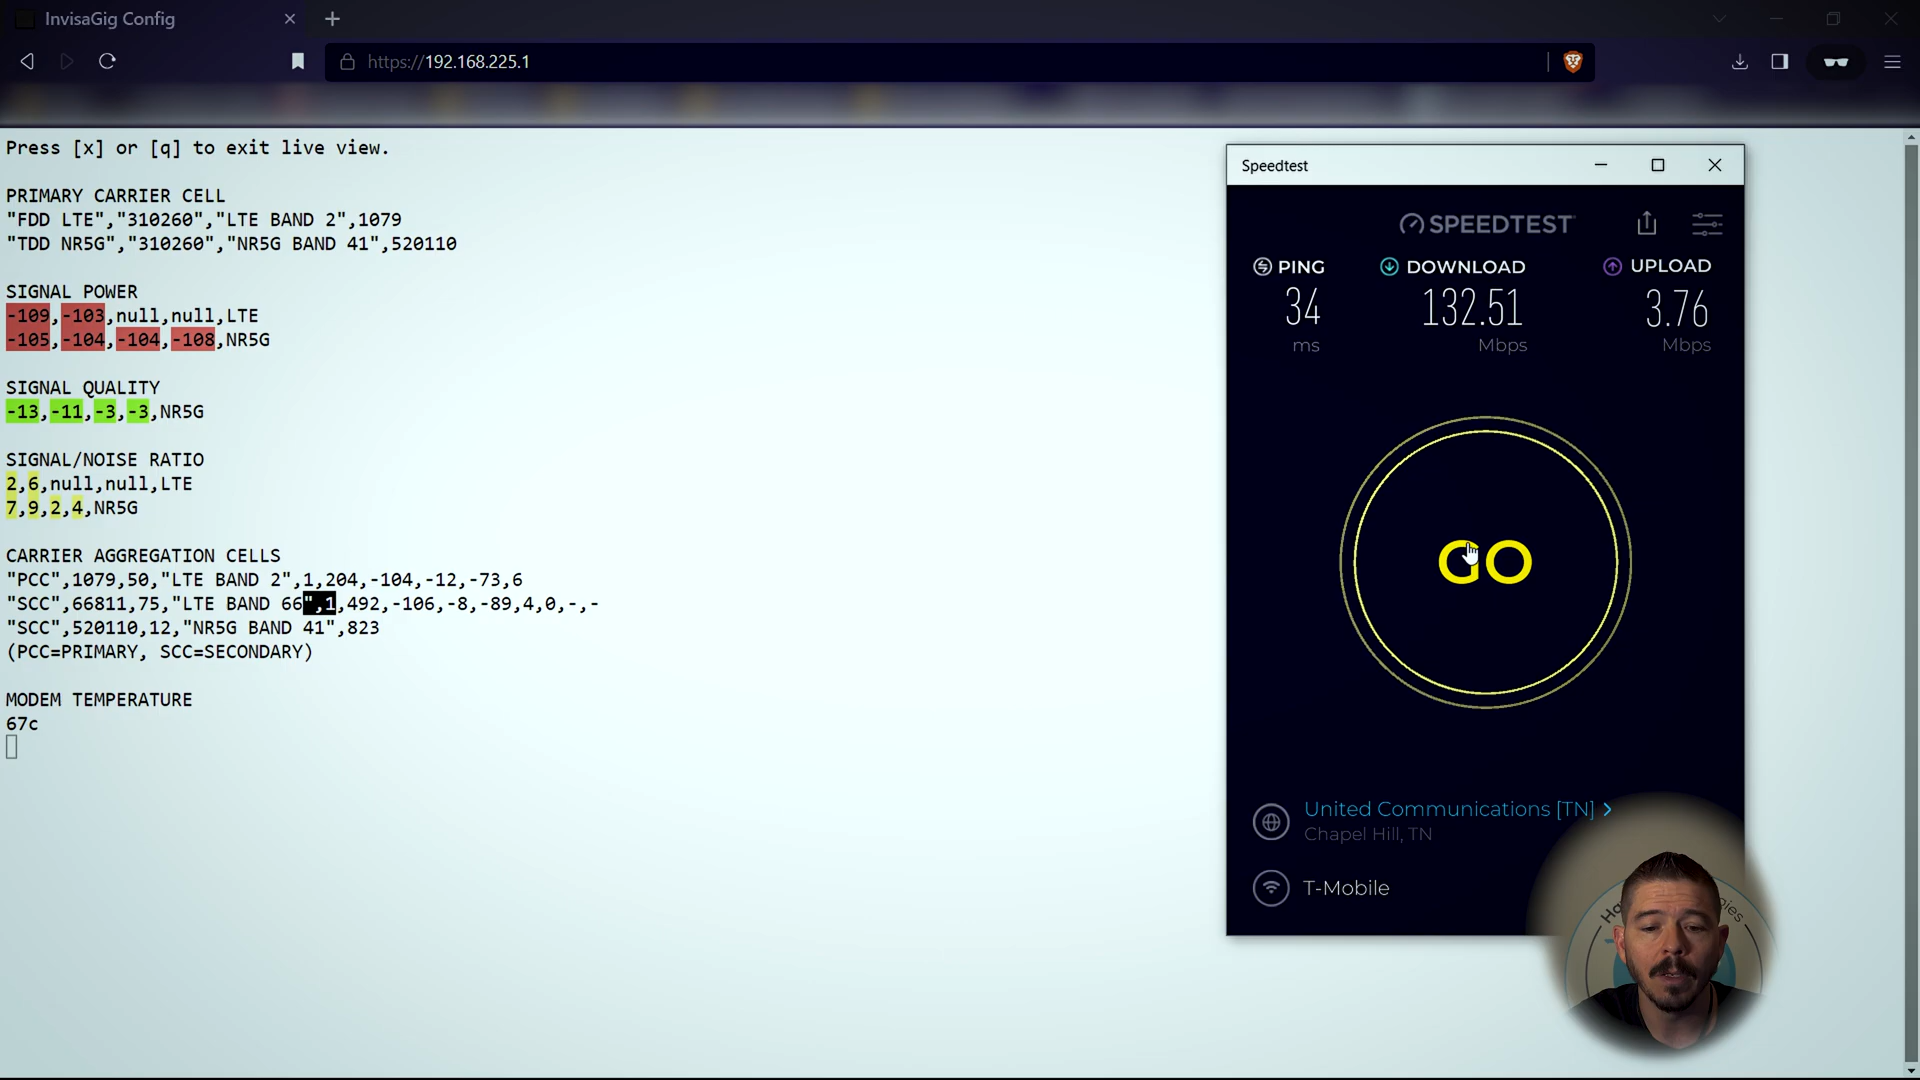 InvisaGig Config
https://192.168.225.1
Press [x] or [q] to exit live view.
PRIMARY CARRIER CELL
"FDD LTE","310260","LTE BAND 2",1079
"TDD NR5G","310260","NR5G BAND 41",520110
SIGNAL POWER
-109,-103,null,null,LTE
-105,-104,-104,-108,NR5G
SIGNAL QUALITY
-13,-11,-3,-3,NR5G
SIGNAL/NOISE RATIO
2,6,null,null,LTE
7,9,2,4,NR5G
CARRIER AGGREGATION CELLS
"PCC",1079,50,"LTE BAND 2",1,204,-104,-12,-73,6
"SCC",66811,75,"LTE BAND 66",1,492,-106,-8,-89,4,0,-,-
"SCC",520110,12,"NR5G BAND 41",823
(PCC=PRIMARY, SCC=SECONDARY)
MODEM TEMPERATURE
67c
Speedtest
SPEEDTEST
PING DOWNLOAD UPLOAD
34 132.51 3.76
ms Mbps Mbps
GO
United Communications [TN]
Chapel Hill, TN
T-Mobile